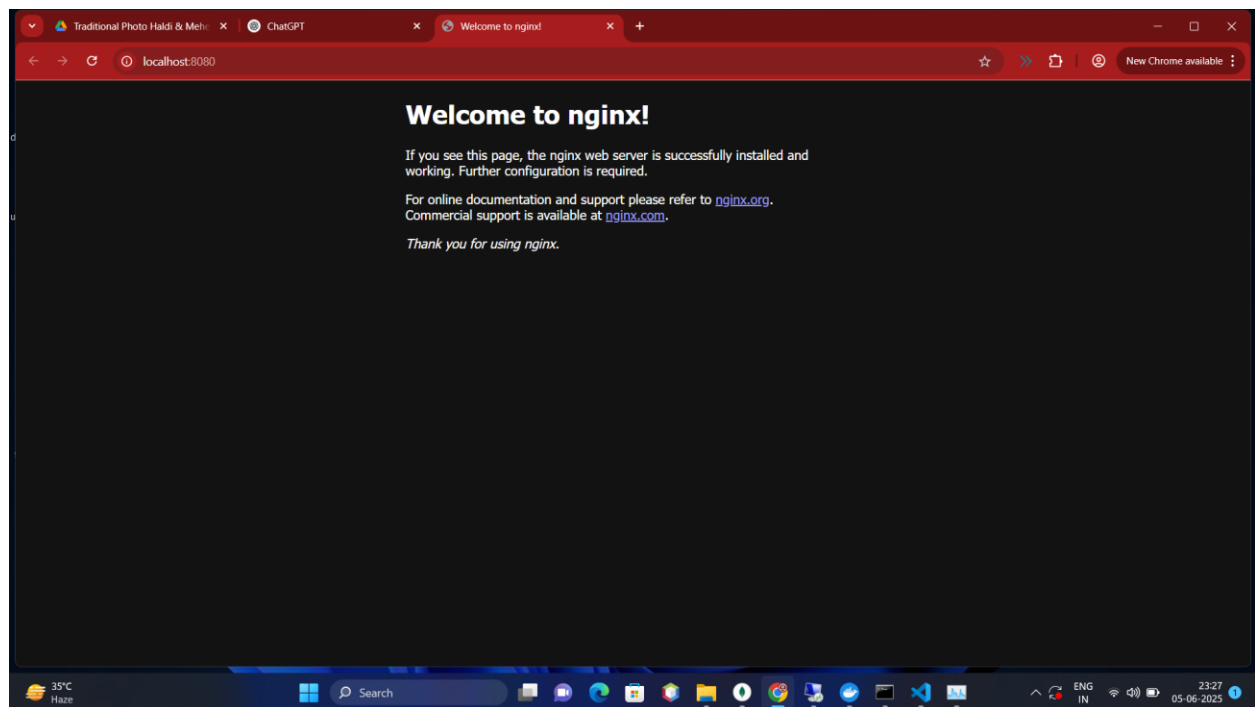 Traditional Photo Haldi & Mehe
ChatGPT
Welcome to nginx!
localhost:8080
New Chrome available
Welcome to nginx!
If you see this page, the nginx web server is successfully installed and
working. Further configuration is required.
For online documentation and support please refer to nginx.org.
Commercial support is available at nginx.com.
Thank you for using nginx.
d
u
35°C
Haze
Search
ENG
IN
23:27
05-06-2025
1